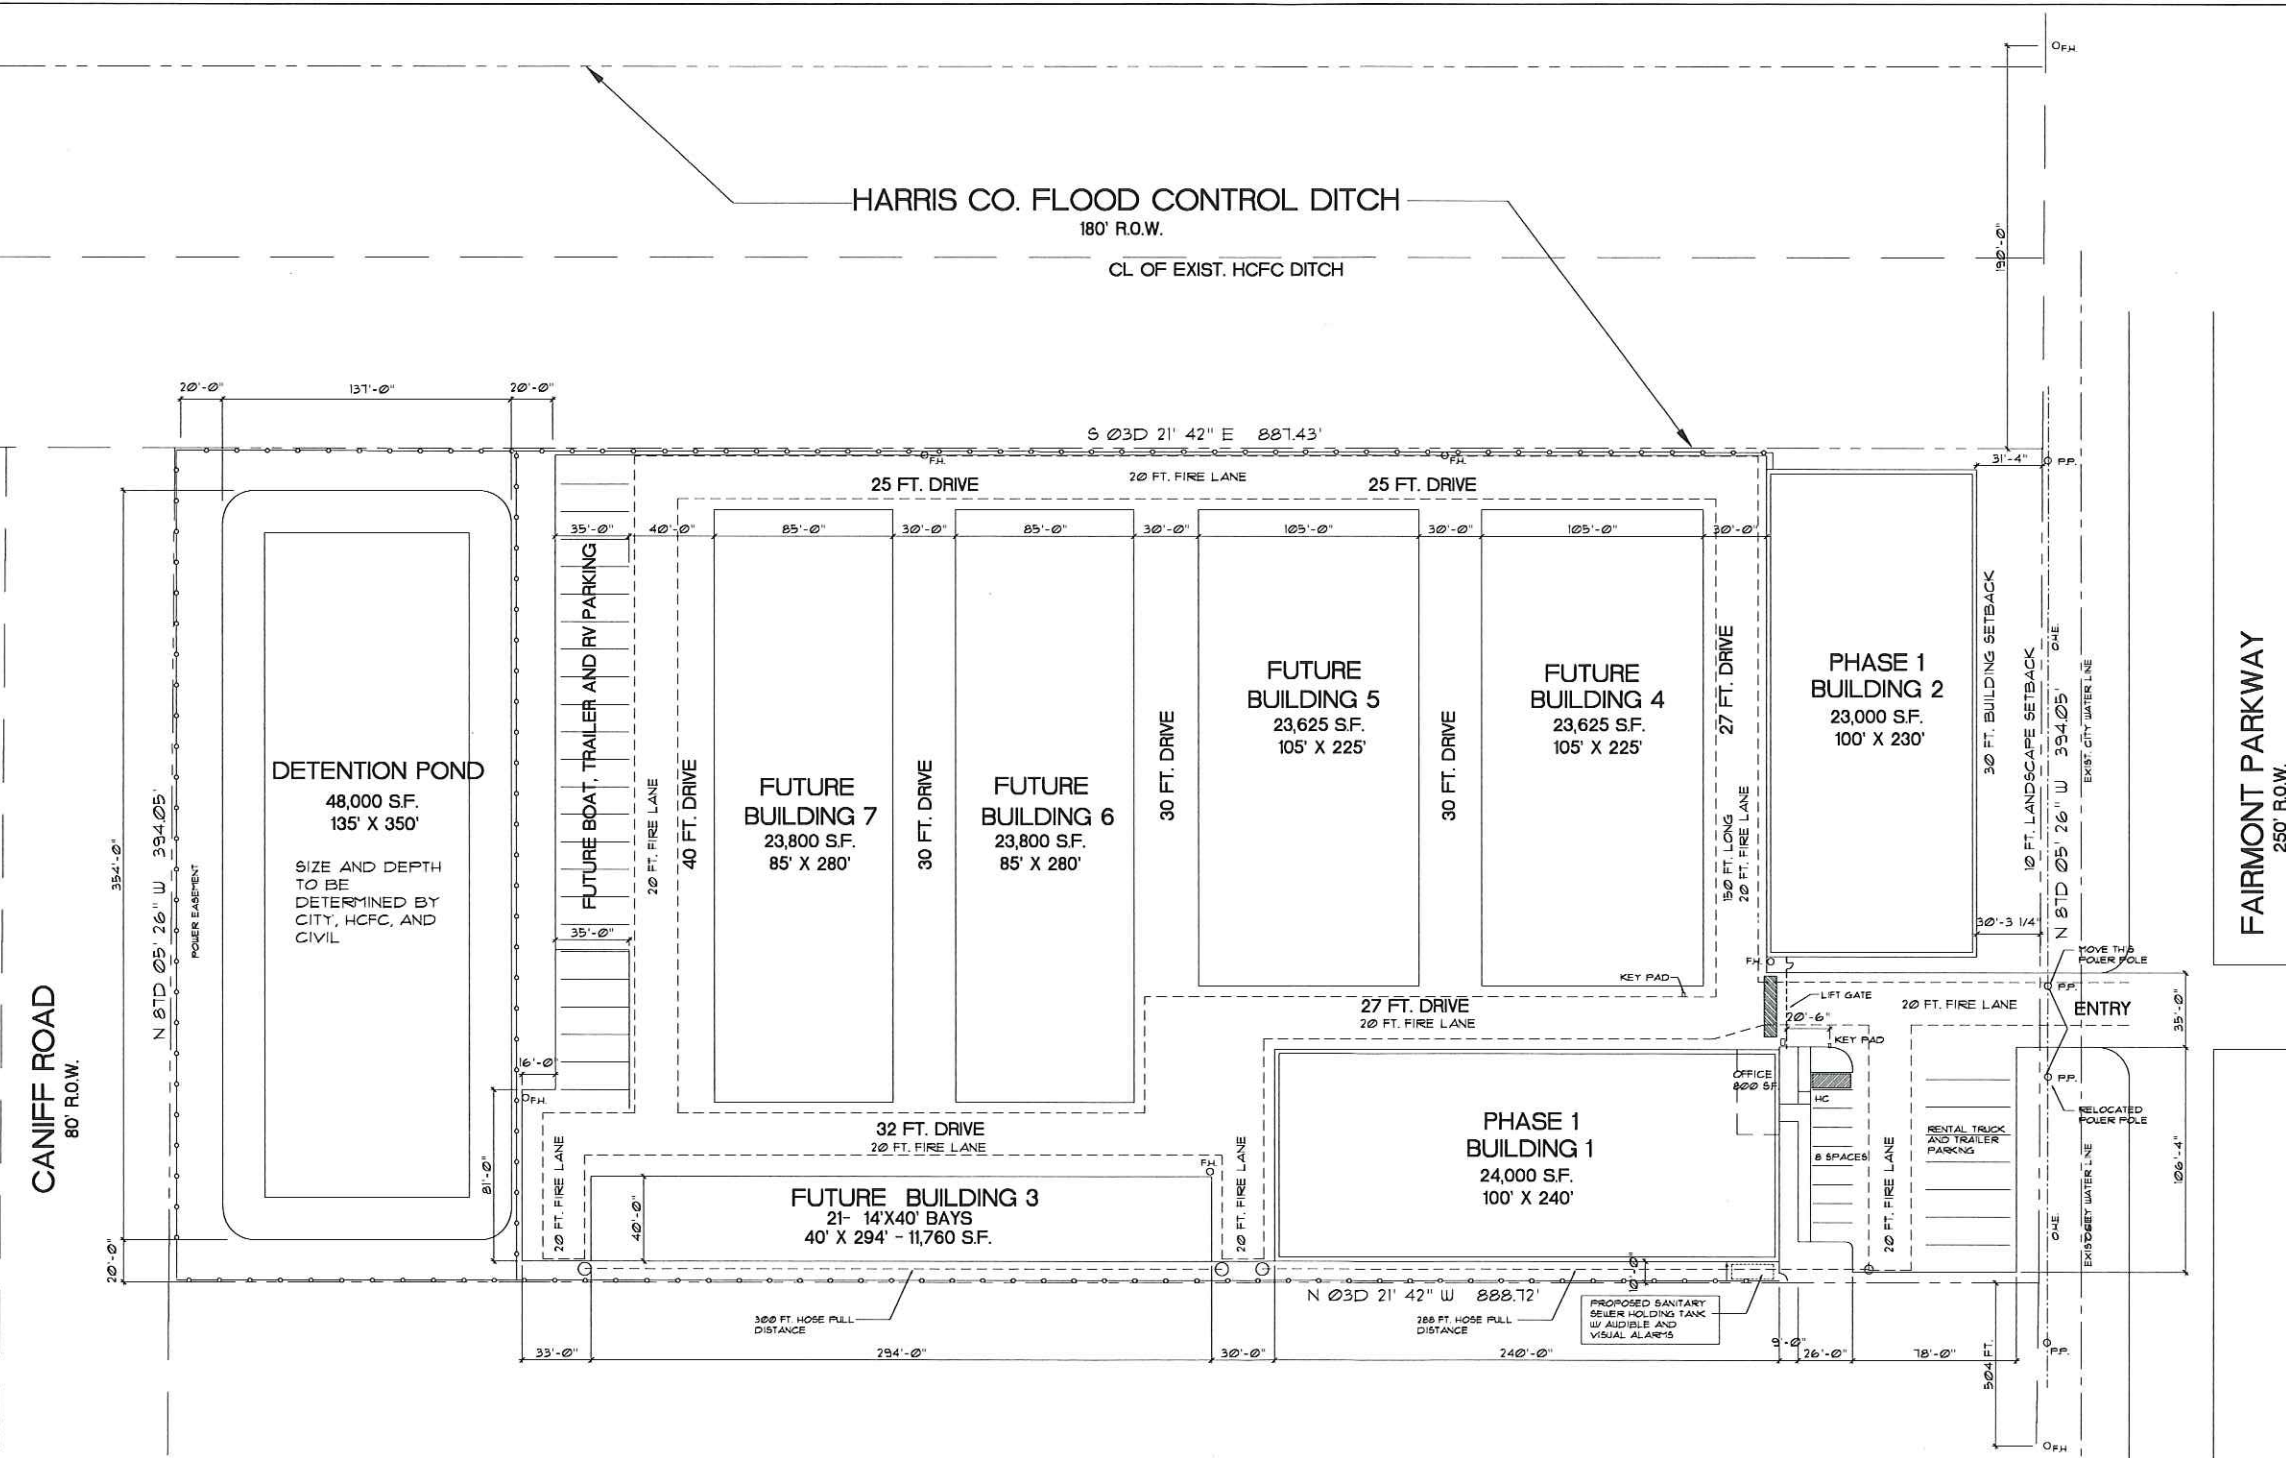 O F.H.
190'-0"
HARRIS CO. FLOOD CONTROL DITCH
180' R.O.W.
CL OF EXIST. HCFC DITCH
20'-0"
137'-0"
20'-0"
S 03D 21' 42" E 887.43'
F.H.
F.H.
31'-4"
P.P.
25 FT. DRIVE
20 FT. FIRE LANE
25 FT. DRIVE
35'-0"
40'-0"
85'-0"
30'-0"
85'-0"
30'-0"
105'-0"
30'-0"
105'-0"
30'-0"
FUTURE BOAT, TRAILER AND RV PARKING
35'-0"
20 FT. FIRE LANE
40 FT. DRIVE
FUTURE
BUILDING 7
23,800 S.F.
85' X 280'
30 FT. DRIVE
FUTURE
BUILDING 6
23,800 S.F.
85' X 280'
30 FT. DRIVE
FUTURE
BUILDING 5
23,625 S.F.
105' X 225'
30 FT. DRIVE
FUTURE
BUILDING 4
23,625 S.F.
105' X 225'
27 FT. DRIVE
150 FT. LONG
20 FT. FIRE LANE
PHASE 1
BUILDING 2
23,000 S.F.
100' X 230'
30 FT. BUILDING SETBACK
10 FT. LANDSCAPE SETBACK
OHE.
N 87D 05' 26" W 394.05'
EXIST. CITY WATER LINE
FAIRMONT PARKWAY
250' R.O.W.
DETENTION POND
48,000 S.F.
135' X 350'
SIZE AND DEPTH
TO BE
DETERMINED BY
CITY, HCFC, AND
CIVIL
354'-0"
20'-0"
N 87D 05' 26" W 394.05'
POWER EASEMENT
CANIFF ROAD
80' R.O.W.
30'-3 1/4"
MOVE THIS
POWER POLE
P.P.
ENTRY
P.P.
RELOCATED
POWER POLE
35'-0"
106'-4"
F.H.
KEY PAD
LIFT GATE
20 FT. FIRE LANE
20'-6"
KEY PAD
27 FT. DRIVE
20 FT. FIRE LANE
16'-0"
F.H.
81'-0"
32 FT. DRIVE
20 FT. FIRE LANE
20 FT. FIRE LANE
40'-0"
FUTURE BUILDING 3
21- 14'X40' BAYS
40' X 294' - 11,760 S.F.
F.H.
20 FT. FIRE LANE
PHASE 1
BUILDING 1
24,000 S.F.
100' X 240'
OFFICE
800 SF.
HC
8 SPACES
20 FT. FIRE LANE
RENTAL TRUCK
AND TRAILER
PARKING
OHE.
WATER LINE
10'-0"
N 03D 21' 42" W 888.72'
300 FT. HOSE PULL
DISTANCE
288 FT. HOSE PULL
DISTANCE
PROPOSED SANITARY
SEWER HOLDING TANK
W/ AUDIBLE AND
VISUAL ALARMS
33'-0"
294'-0"
30'-0"
240'-0"
26'-0"
78'-0"
504 FT.
P.P.
O F.H